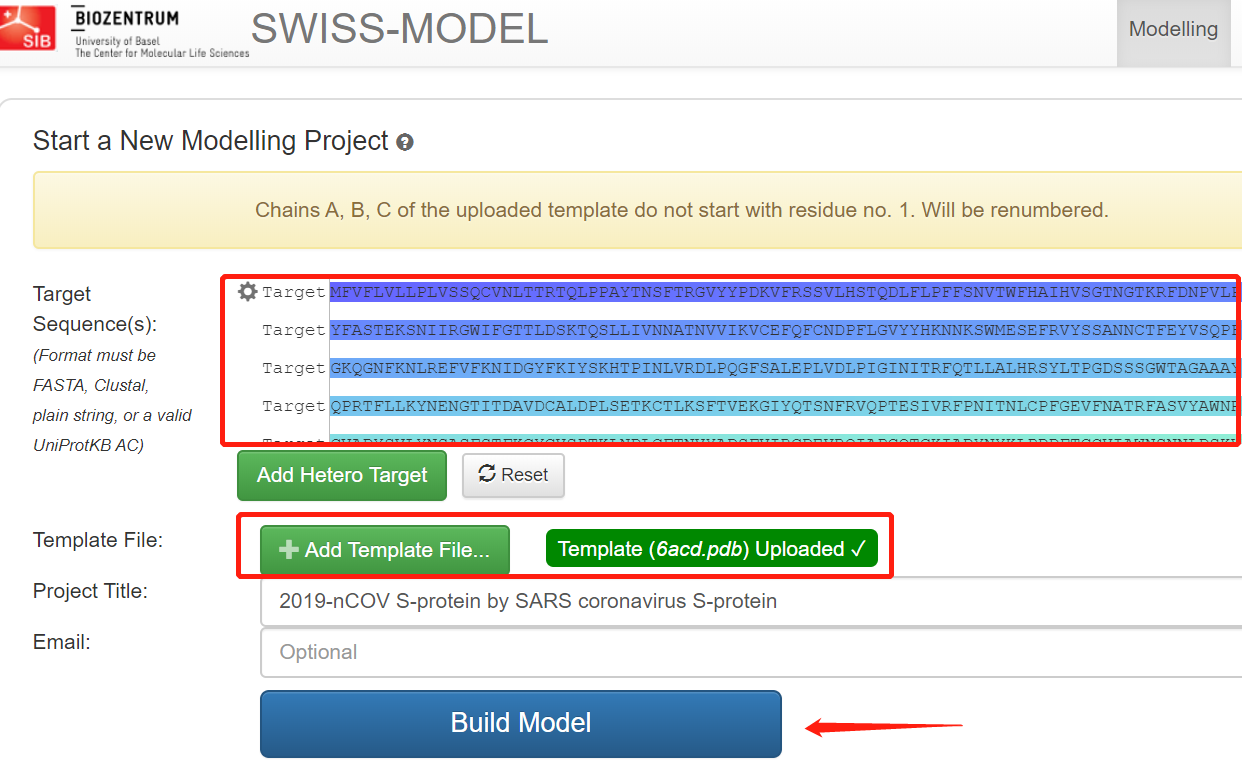 SIB
BIOZENTRUM
University of Basel
The Center for Molecular Life Sciences
SWISS-MODEL
Modelling
Start a New Modelling Project ?
Chains A, B, C of the uploaded template do not start with residue no. 1. Will be renumbered.
Target
Sequence(s):
(Format must be
FASTA, Clustal,
plain string, or a valid
UniProtKB AC)
Target MFVFLVLLPLVSSQCVNLTTRTQLPPAYTNSFTRGVYYPDKVFRSSVLHSTQDLFLPFFSNVTWFHAIHVSGTNGTKRFDNPVL
Target YFASTEKSNIIRGWIFGTTLDSKTQSLLIVNNATNVVIKVCEFQFCNDPFLGVYYHKNNKSWMESEFRVYSSANNCTFEYVSQP
Target GKQGNFKNLREFVFKNIDGYFKIYSKHTPINLVRDLPQGFSALEPLVDLPIGINITRFQTLLALHRSYLTPGDSSSGWTAGAAAY
Target QPRTFLLKYNENGTITDAVDCALDPLSETKCTLKSFTVEKGIYQTSNFRVQPTESIVRFPNITNLCPFGEVFNATRFASVYAWN
Target
Add Hetero Target
Reset
Template File:
Add Template File...
Template (6acd.pdb) Uploaded ✓
Project Title:
2019-nCOV S-protein by SARS coronavirus S-protein
Email:
Optional
Build Model